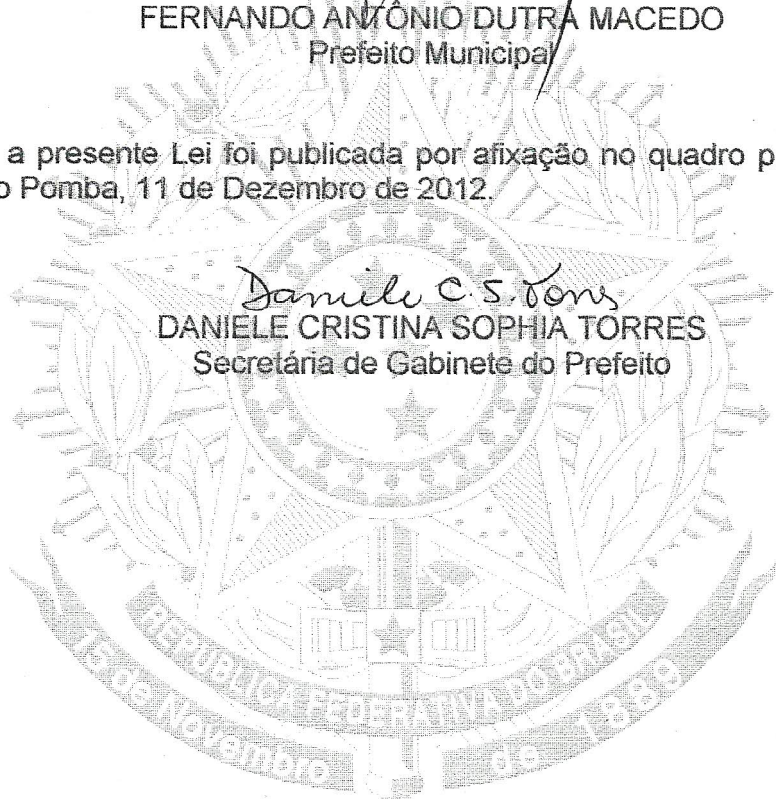 FERNANDO ANTÔNIO DUTRA MACEDO
Prefeito Municipal
a presente Lei foi publicada por afixação no quadro p
o Pomba, 11 de Dezembro de 2012.
Daniele C. S. Torres
DANIELE CRISTINA SOPHIA TORRES
Secretária de Gabinete do Prefeito
REPÚBLICA FEDERATIVA DO BRASIL
15 de Novembro de 1889